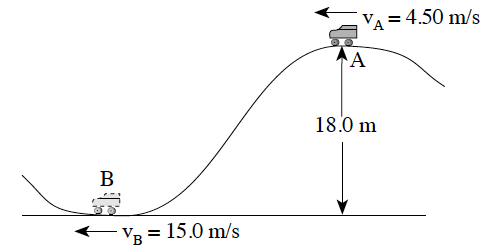 v_A = 4.50 m/s
A
18.0 m
B
v_B = 15.0 m/s